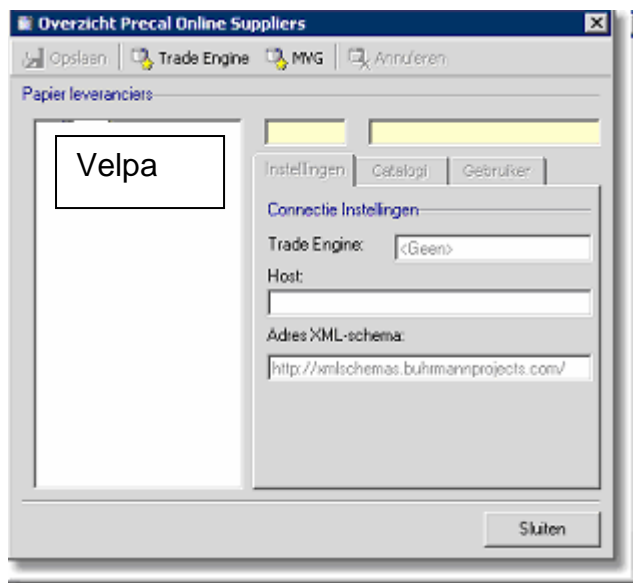 Overzicht Precal Online Suppliers
Opslaan Trade Engine MVG Annuleren
Papier leveranciers
Velpa
Instellingen Catalogi Gebruiker
Connectie Instellingen
Trade Engine: <Geen>
Host:
Adres XML-schema:
http://xmlschemas.buhrmannprojects.com/
Sluiten